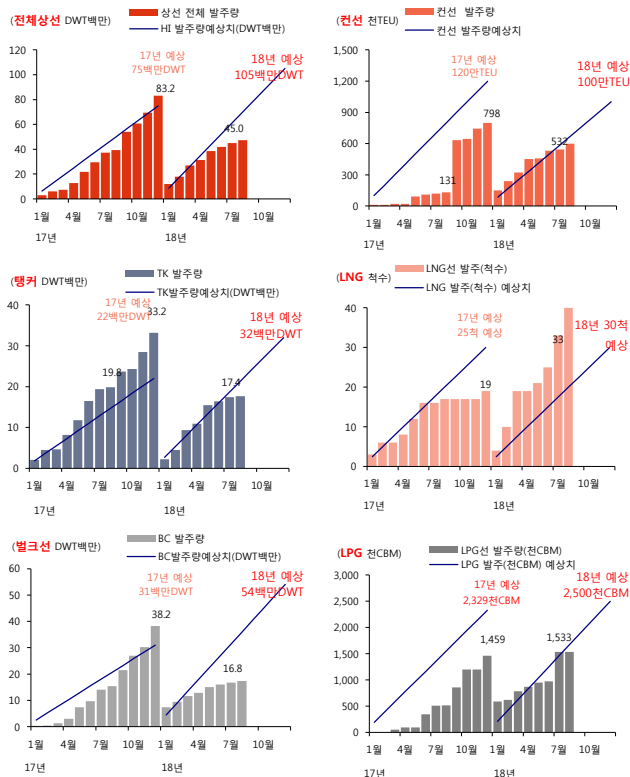 (전체상선 DWT백만)
상선 전체 발주량
HI 발주량예상치(DWT백만)
17년 예상
75백만DWT
18년 예상
105백만DWT
83.2
45.0
120
100
80
60
40
20
0
1월 4월 7월 10월 1월 4월 7월 10월
17년 18년
(컨선 천TEU)
컨선 발주량
컨선 발주량예상치
17년 예상
120만TEU
18년 예상
100만TEU
131
798
532
1,500
1,200
900
600
300
0
1월 4월 7월 10월 1월 4월 7월 10월
17년 18년
(탱커 DWT백만)
TK 발주량
TK발주량예상치(DWT백만)
17년 예상
22백만DWT
18년 예상
32백만DWT
19.8
33.2
17.4
40
30
20
10
0
1월 4월 7월 10월 1월 4월 7월 10월
17년 18년
(LNG 척수)
LNG선 발주(척수)
LNG 발주(척수) 예상치
17년 예상
25척 예상
18년 30척
예상
19
33
40
30
20
10
0
1월 4월 7월 10월 1월 4월 7월 10월
17년 18년
(벌크선 DWT백만)
BC 발주량
BC발주량예상치(DWT백만)
17년 예상
31백만DWT
18년 예상
54백만DWT
38.2
16.8
60
50
40
30
20
10
0
1월 4월 7월 10월 1월 4월 7월 10월
17년 18년
(LPG 천CBM)
LPG선 발주량(천CBM)
LPG 발주(천CBM) 예상치
17년 예상
2,329천CBM
18년 예상
2,500천CBM
1,459
1,533
3,000
2,500
2,000
1,500
1,000
500
0
1월 4월 7월 10월 1월 4월 7월 10월
17년 18년